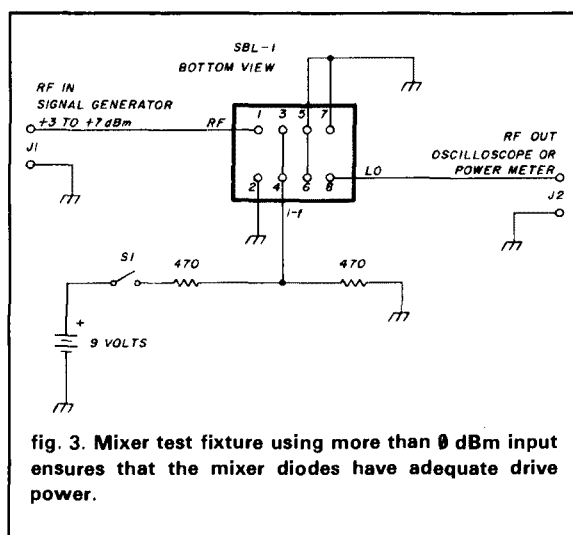 SBL-1
BOTTOM VIEW
RF IN
SIGNAL GENERATOR
+3 TO +7 dBm
RF
1 3 5 7
J1
2 4 6 8
LO
RF OUT
OSCILLOSCOPE OR
POWER METER
J2
i-f
S1
470
470
+
9 VOLTS
fig. 3. Mixer test fixture using more than 0 dBm input
ensures that the mixer diodes have adequate drive
power.